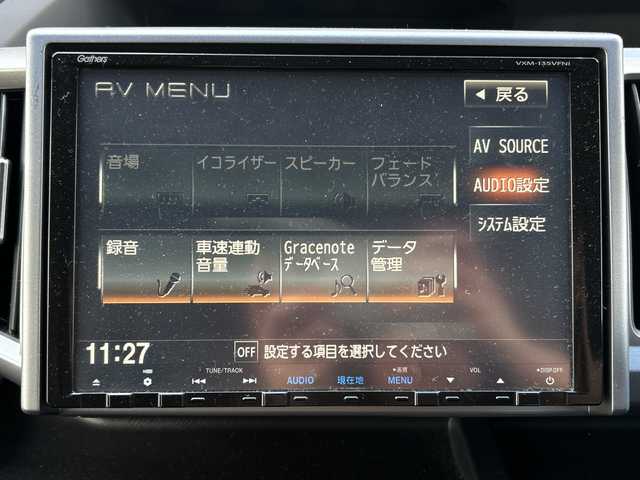 Gathers
VXM-135VFNi
AV MENU
戻る
AV SOURCE
音場
イコライザー
スピーカー
フェード
バランス
AUDIO設定
システム設定
録音
車速連動
音量
Gracenote
データベース
データ
管理
11:27
OFF 設定する項目を選択してください
TUNE/TRACK
AUDIO
現在地
●画質
MENU
VOL
●DISP.OFF